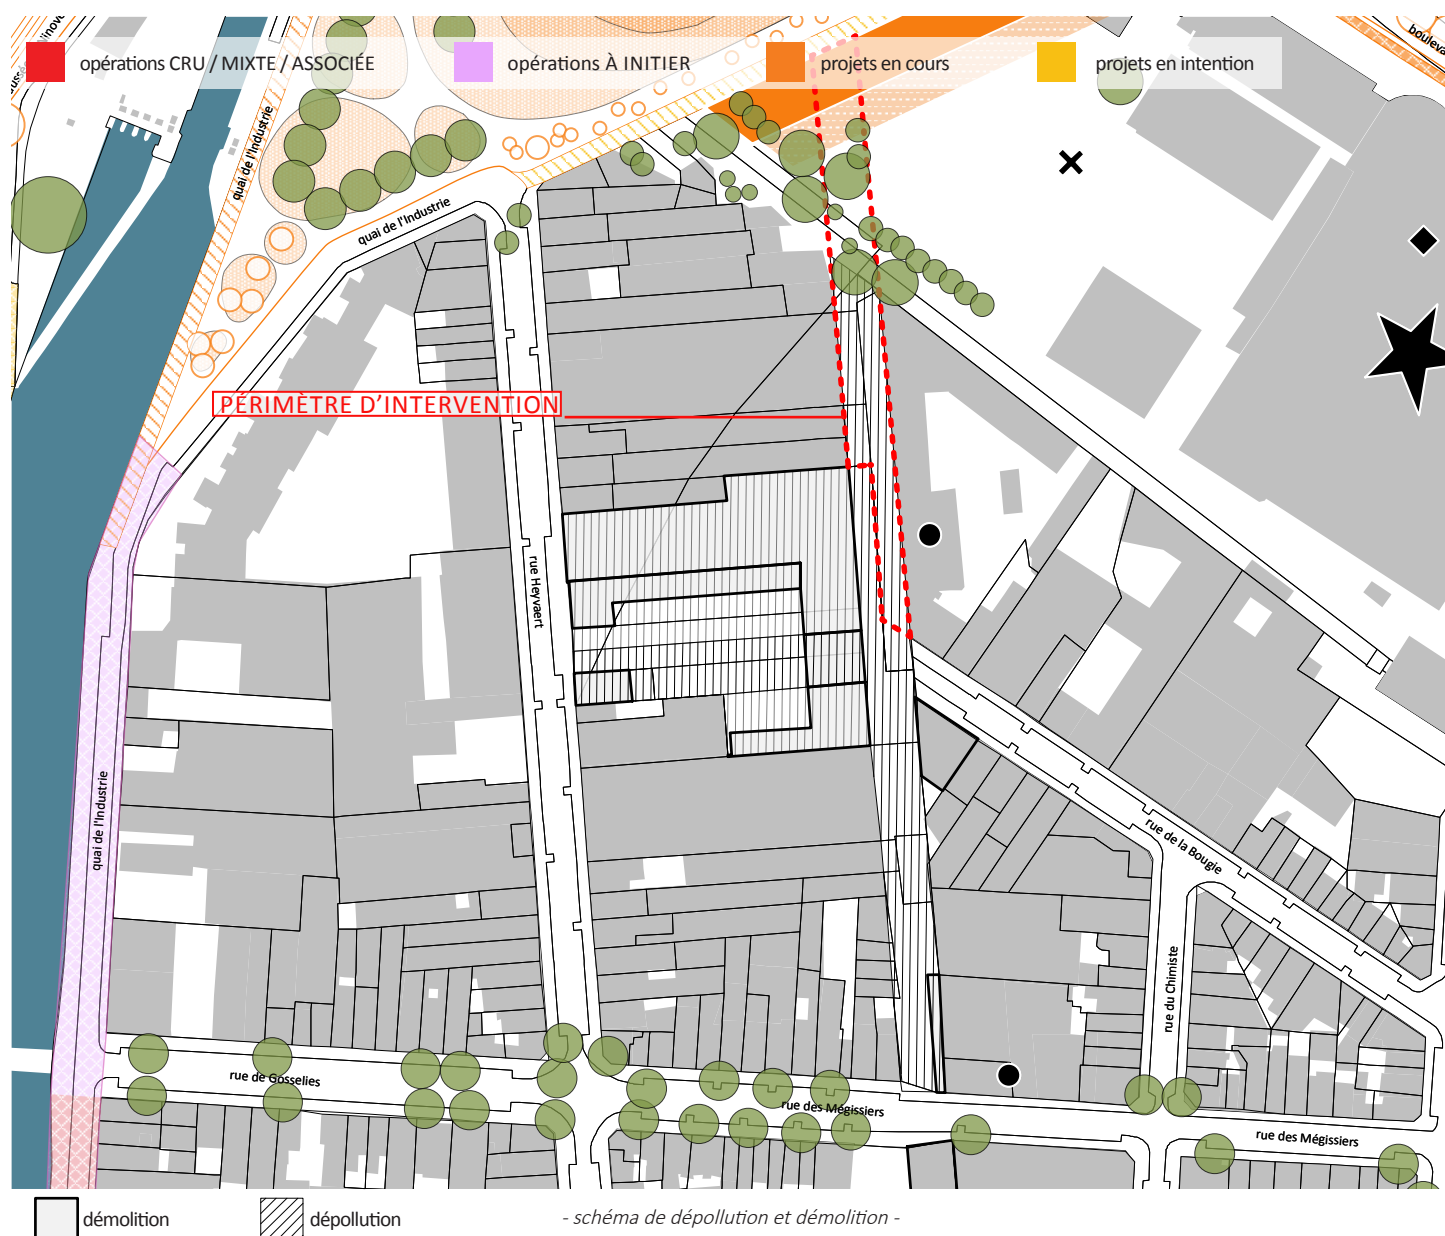 opérations CRU / MIXTE / ASSOCIÉE
opérations À INITIER
projets en cours
projets en intention
quai de l'Industrie
quai de l'Industrie
PÉRIMÈTRE D'INTERVENTION
rue Heyvaert
quai de l'Industrie
rue de la Bougie
rue du Chimiste
rue de Gosselies
rue des Mégissiers
rue des Mégissiers
démolition
dépollution
- schéma de dépollution et démolition -